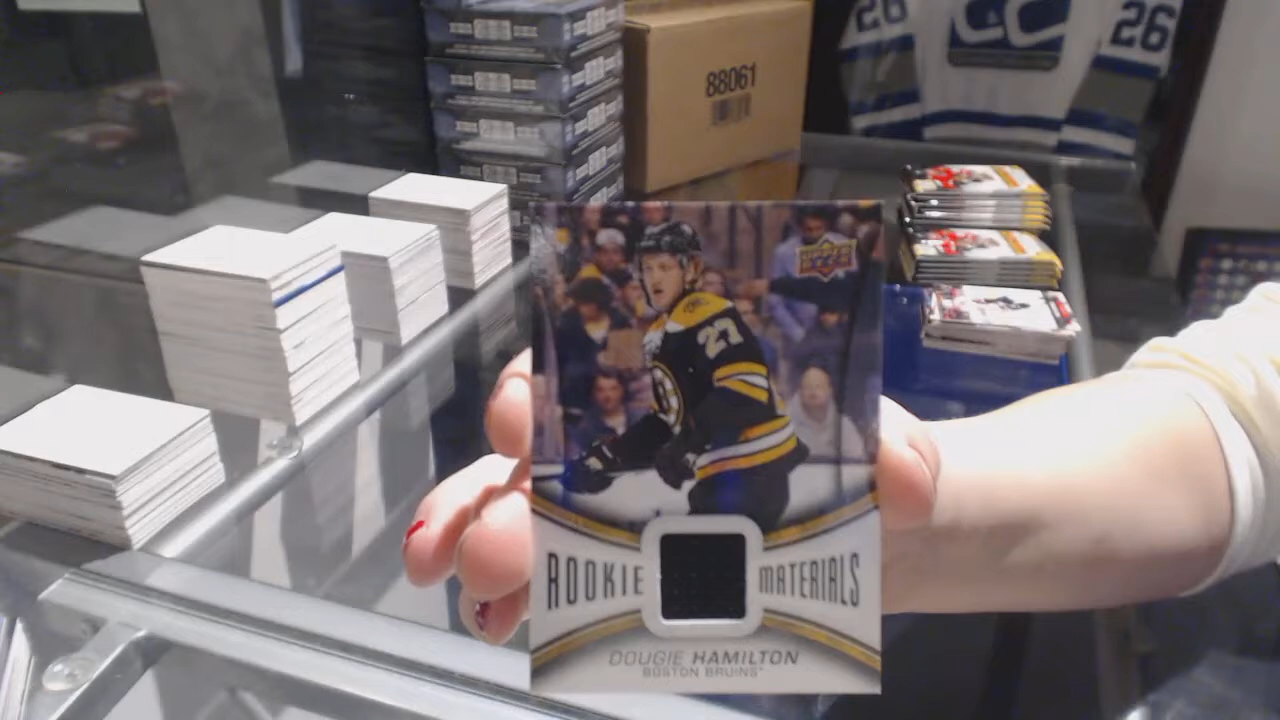 88061
26
26
UPPER DECK
27
ROOKIE MATERIALS
DOUGIE HAMILTON
BOSTON BRUINS